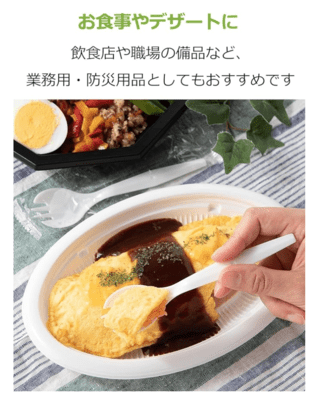 お食事やデザートに
飲食店や職場の備品など、
業務用・防災用品としてもおすすめです